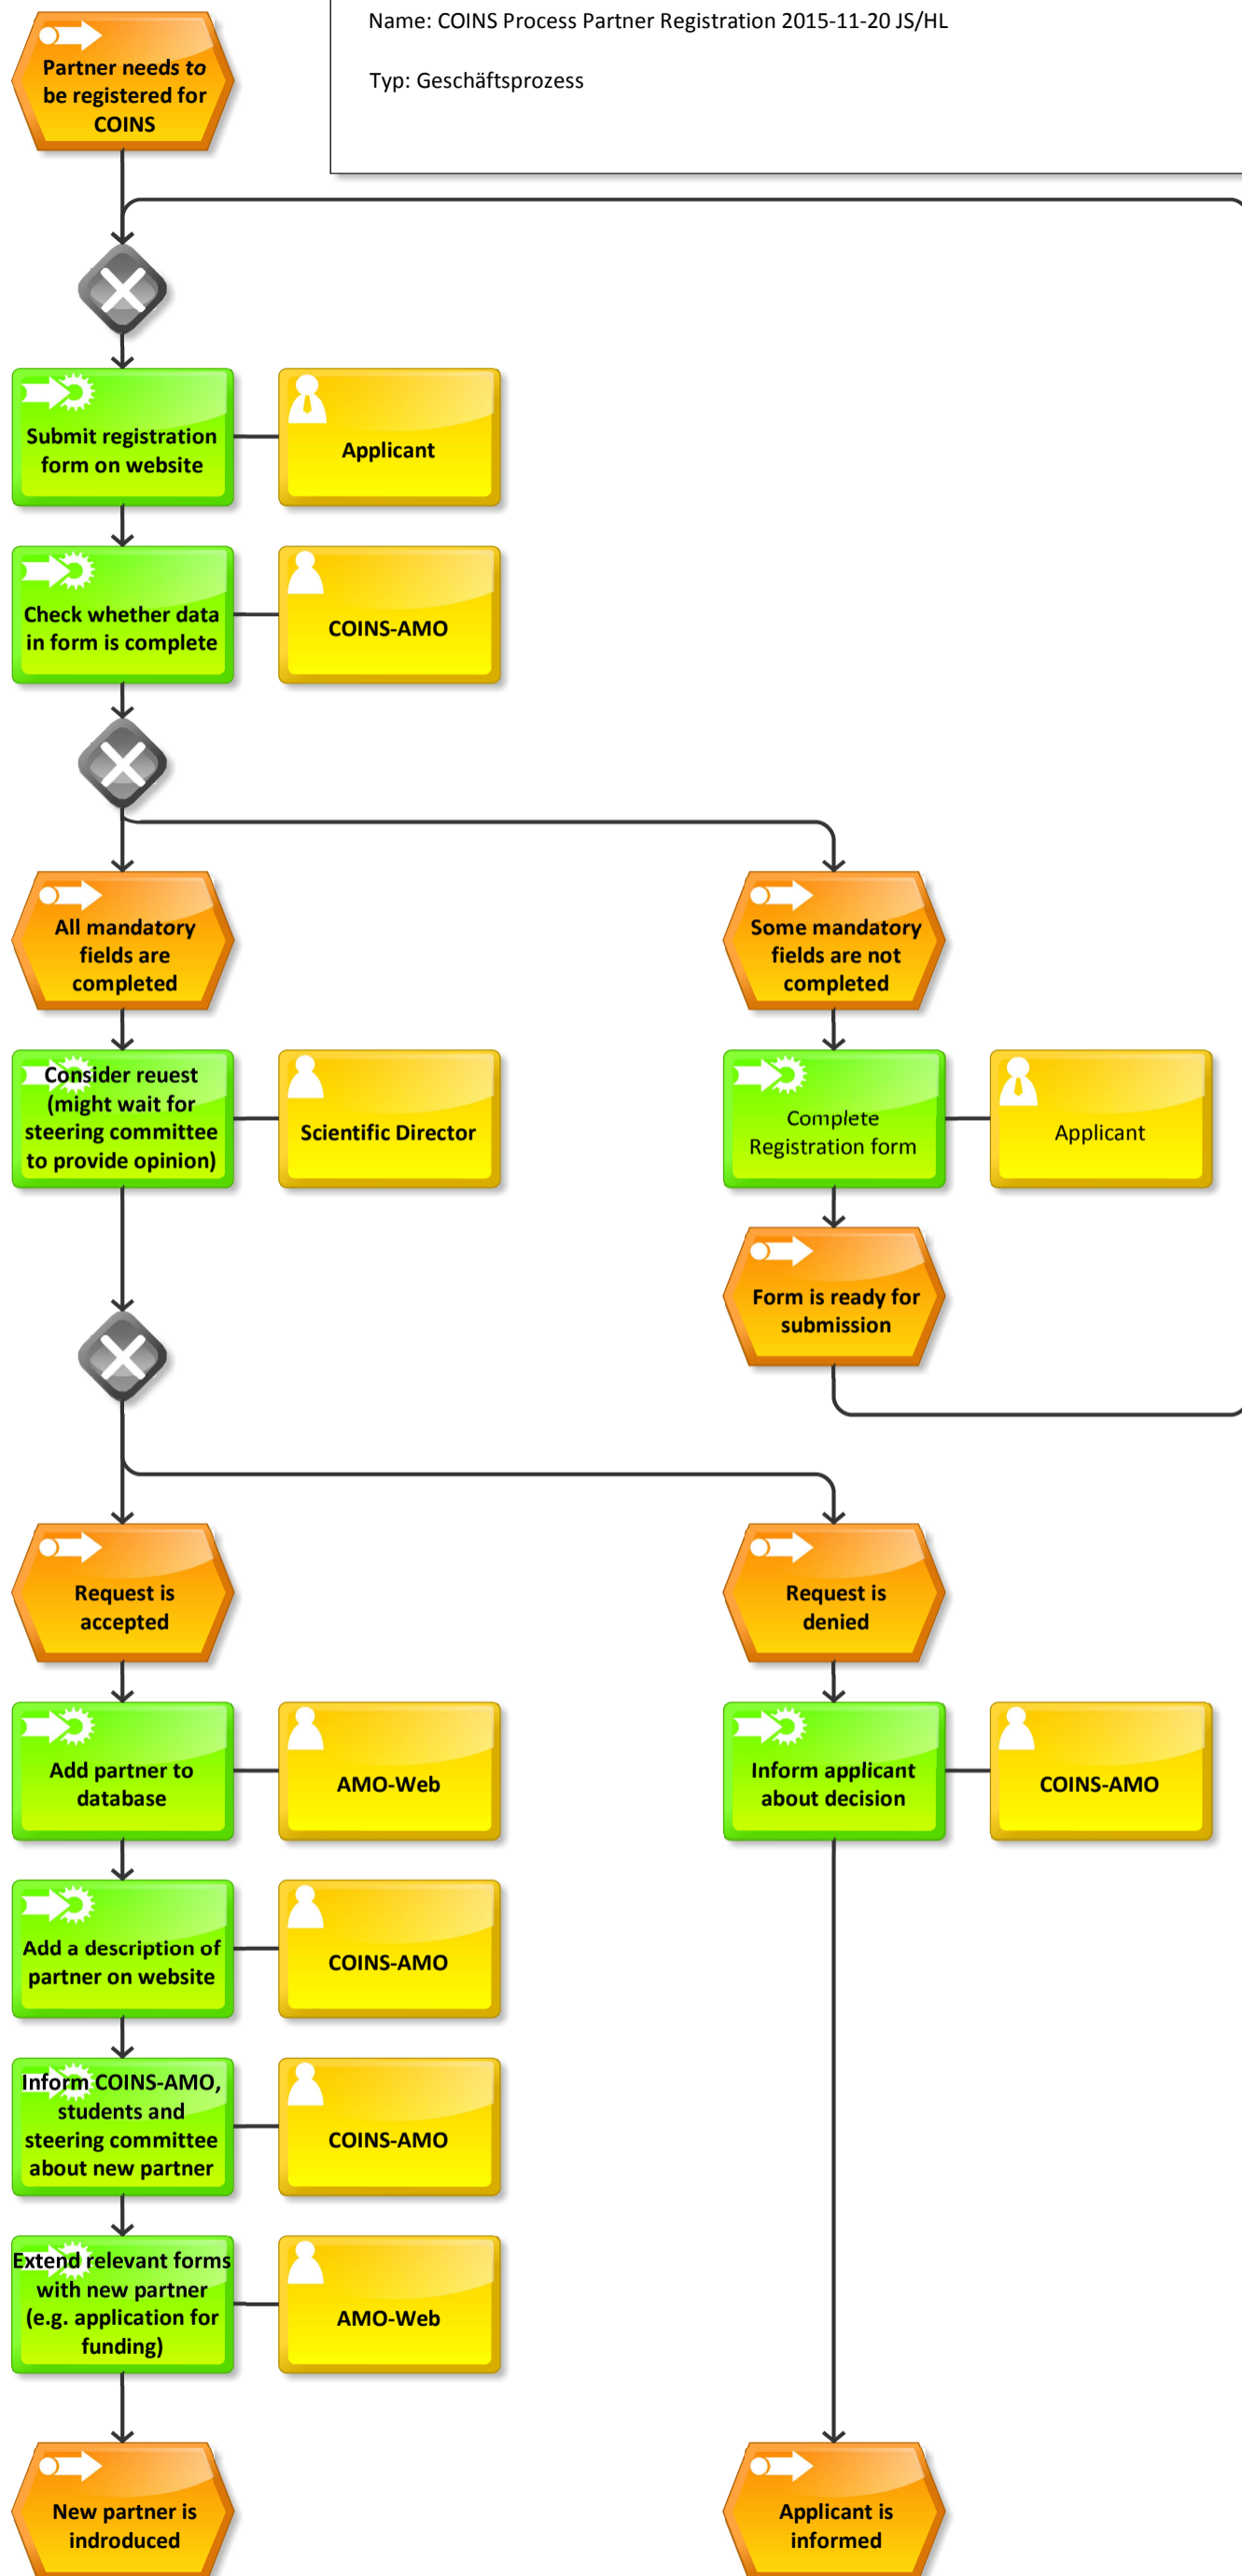 Name: COINS Process Partner Registration 2015-11-20 JS/HL
Typ: Geschäftsprozess
Partner needs to
be registered for
COINS
Submit registration
form on website
Applicant
Check whether data
in form is complete
COINS-AMO
All mandatory
fields are
completed
Some mandatory
fields are not
completed
Consider reuest
(might wait for
steering committee
to provide opinion)
Scientific Director
Complete
Registration form
Applicant
Form is ready for
submission
Request is
accepted
Request is
denied
Add partner to
database
AMO-Web
Inform applicant
about decision
COINS-AMO
Add a description of
partner on website
COINS-AMO
Inform COINS-AMO,
students and
steering committee
about new partner
COINS-AMO
Extend relevant forms
with new partner
(e.g. application for
funding)
AMO-Web
New partner is
indroduced
Applicant is
informed